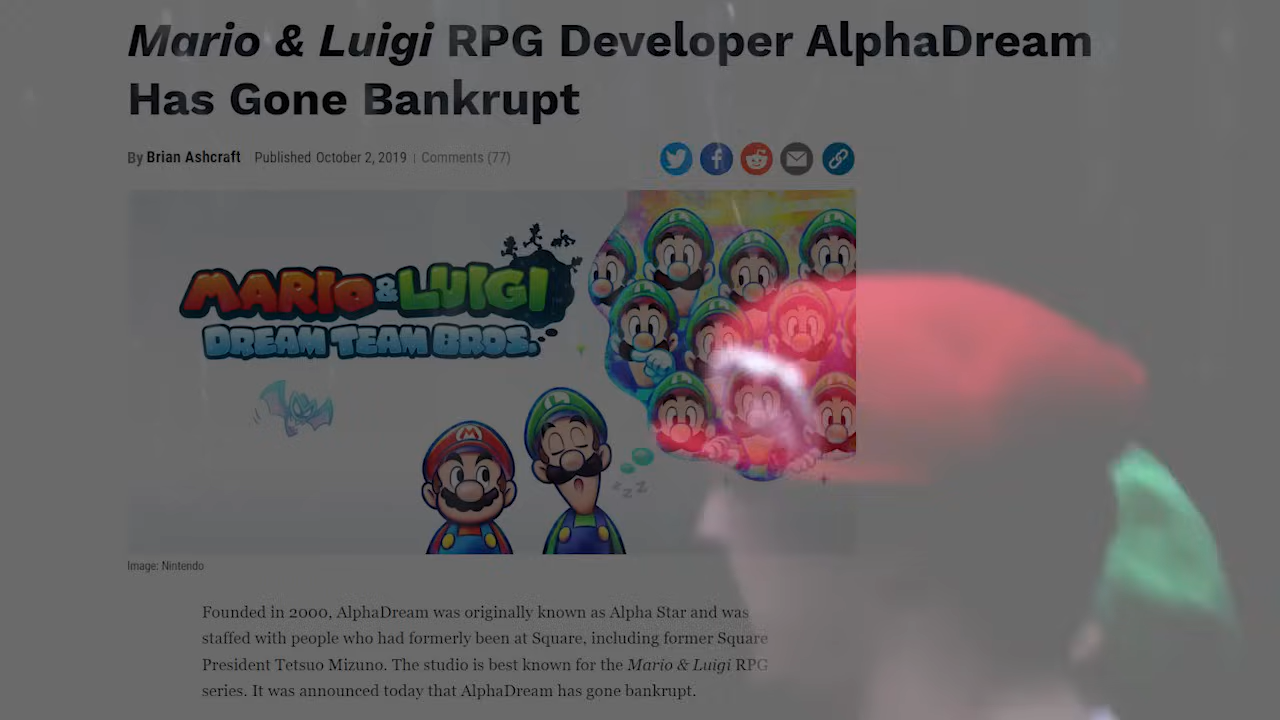 Mario & Luigi RPG Developer AlphaDream
Has Gone Bankrupt
By Brian Ashcraft Published October 2, 2019 | Comments (77)
MARIO & LUIGI
DREAM TEAM BROS.
z z z
Image: Nintendo
Founded in 2000, AlphaDream was originally known as Alpha Star and was
staffed with people who had formerly been at Square, including former Square
President Tetsuo Mizuno. The studio is best known for the Mario & Luigi RPG
series. It was announced today that AlphaDream has gone bankrupt.